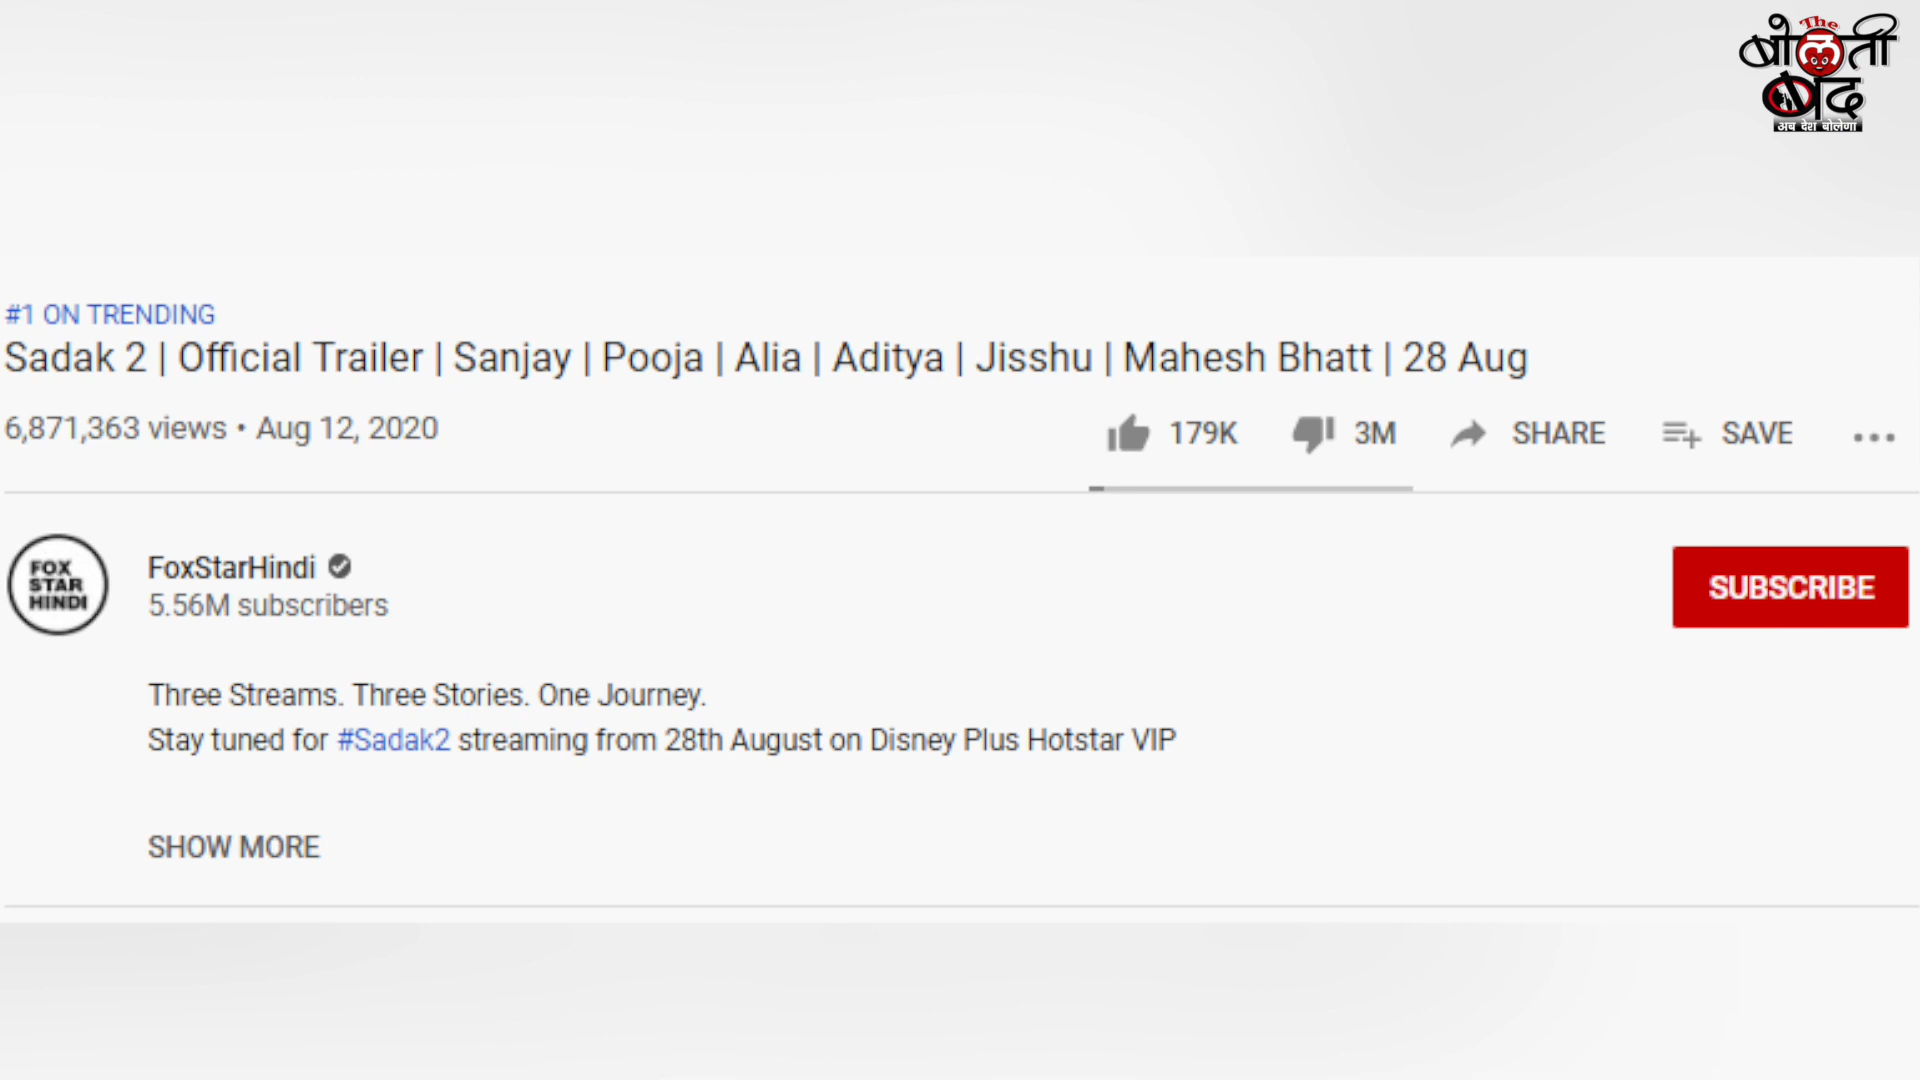 The
बोलती
बंद
अब देश बोलेगा
#1 ON TRENDING
Sadak 2 | Official Trailer | Sanjay | Pooja | Alia | Aditya | Jisshu | Mahesh Bhatt | 28 Aug
6,871,363 views • Aug 12, 2020
179K 3M SHARE SAVE
FOX
STAR
HINDI
FoxStarHindi
5.56M subscribers
SUBSCRIBE
Three Streams. Three Stories. One Journey.
Stay tuned for #Sadak2 streaming from 28th August on Disney Plus Hotstar VIP
SHOW MORE